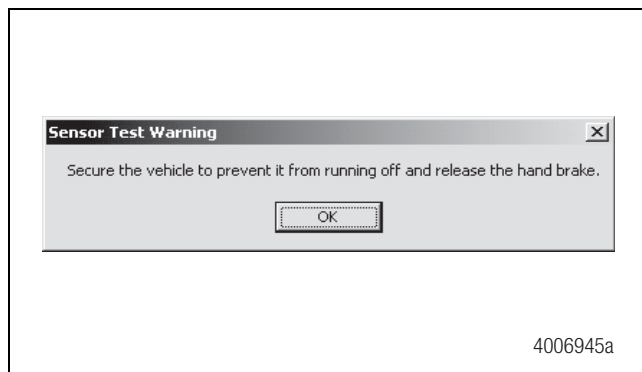 Sensor Test Warning
Secure the vehicle to prevent it from running off and release the hand brake.
OK
4006945a